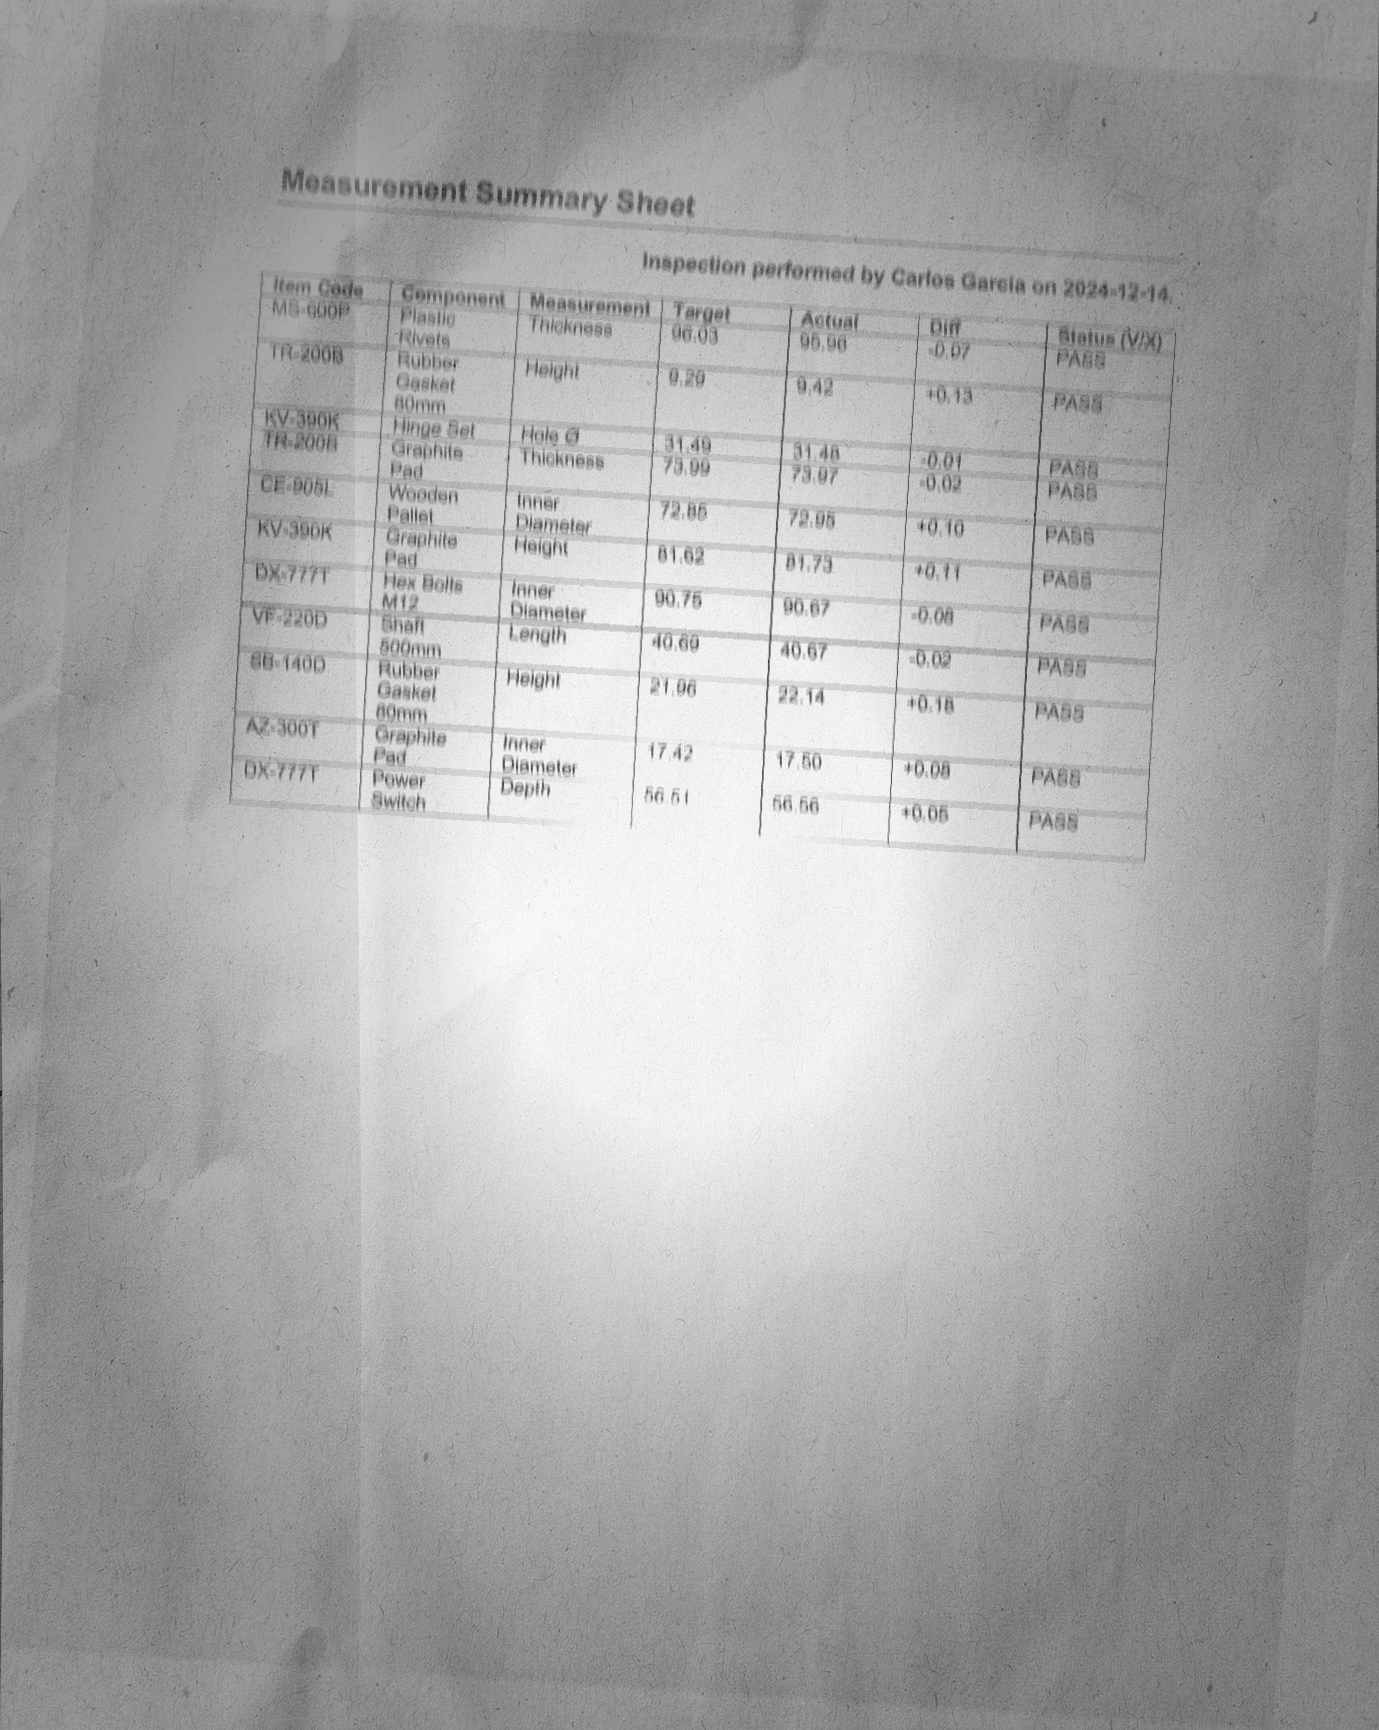 Measurement Summary Sheet
Inspection performed by Carlos Garcia on 2024-12-14.
Item Code Component Measurement Target Actual Diff Status (V/X)
MS-600P Plastic Rivets Thickness 96.03 95.96 -0.07 PASS
TR-200B Rubber Gasket 60mm Height 9.29 9.42 +0.13 PASS
KV-390K Hinge Set Hole Ø 31.49 31.48 -0.01 PASS
TR-200B Graphite Pad Thickness 73.99 73.97 -0.02 PASS
CE-905L Wooden Pallet Inner Diameter 72.85 72.95 +0.10 PASS
KV-390K Graphite Pad Height 81.62 81.73 +0.11 PASS
DX-777T Hex Bolts M12 Inner Diameter 90.75 90.67 -0.08 PASS
VF-220D Shaft 500mm Length 40.69 40.67 -0.02 PASS
Rubber Gasket 60mm Height 21.96 22.14 +0.18 PASS
AZ-300T Graphite Pad Inner Diameter 17.42 17.50 +0.08 PASS
DX-777T Power Switch Depth 56.51 56.56 +0.05 PASS